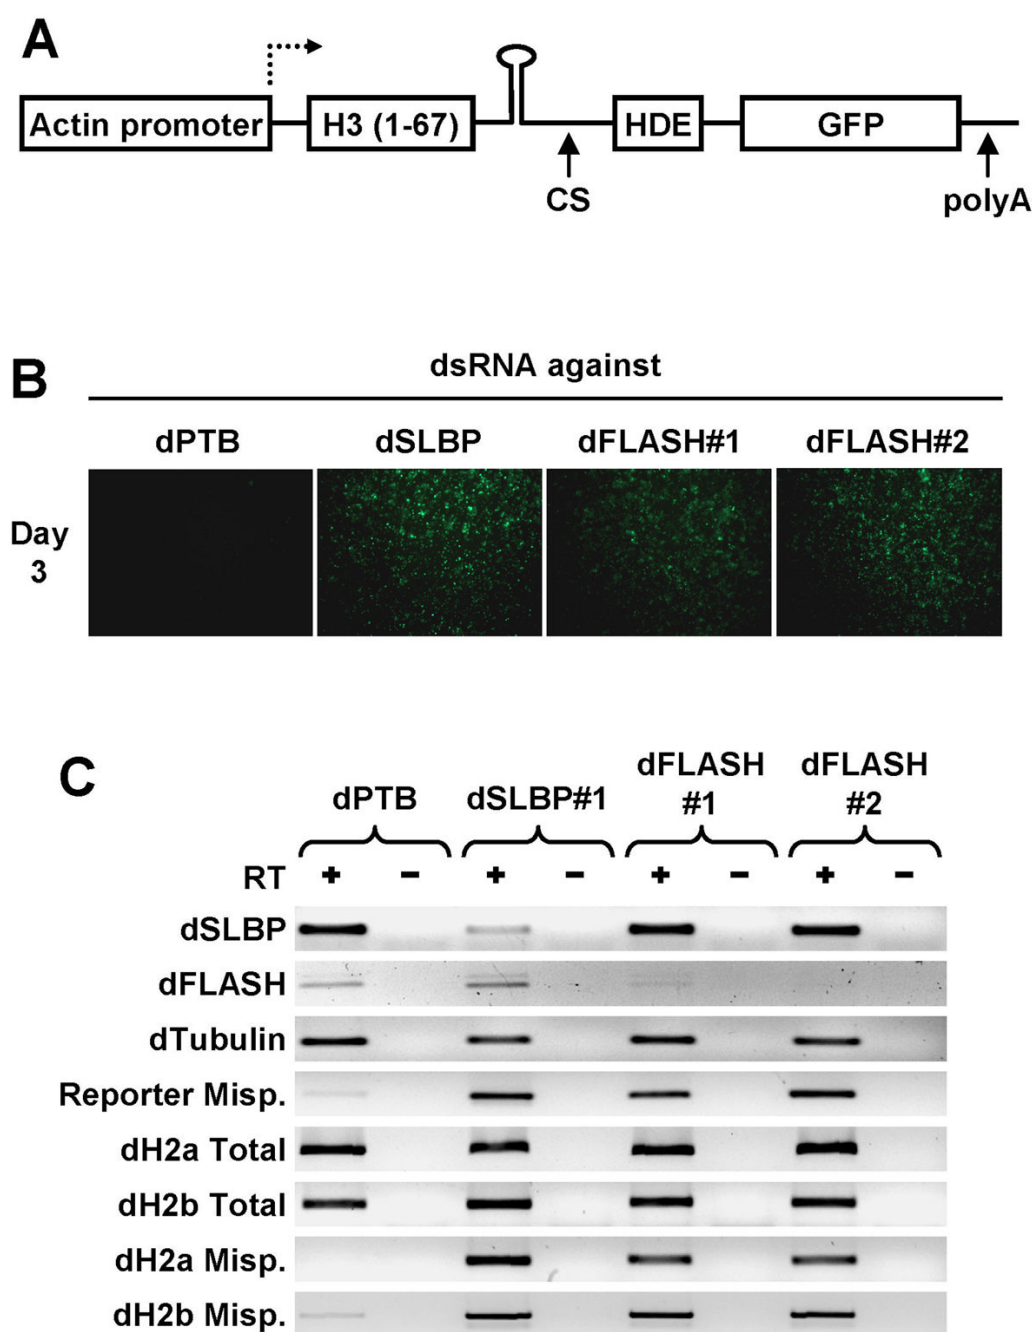 A
Actin promoter H3 (1-67) HDE GFP
CS polyA
B
dsRNA against
dPTB dSLBP dFLASH#1 dFLASH#2
Day
3
C
dPTB dSLBP#1 dFLASH #1 dFLASH #2
RT + - + - + - + -
dSLBP
dFLASH
dTubulin
Reporter Misp.
dH2a Total
dH2b Total
dH2a Misp.
dH2b Misp.